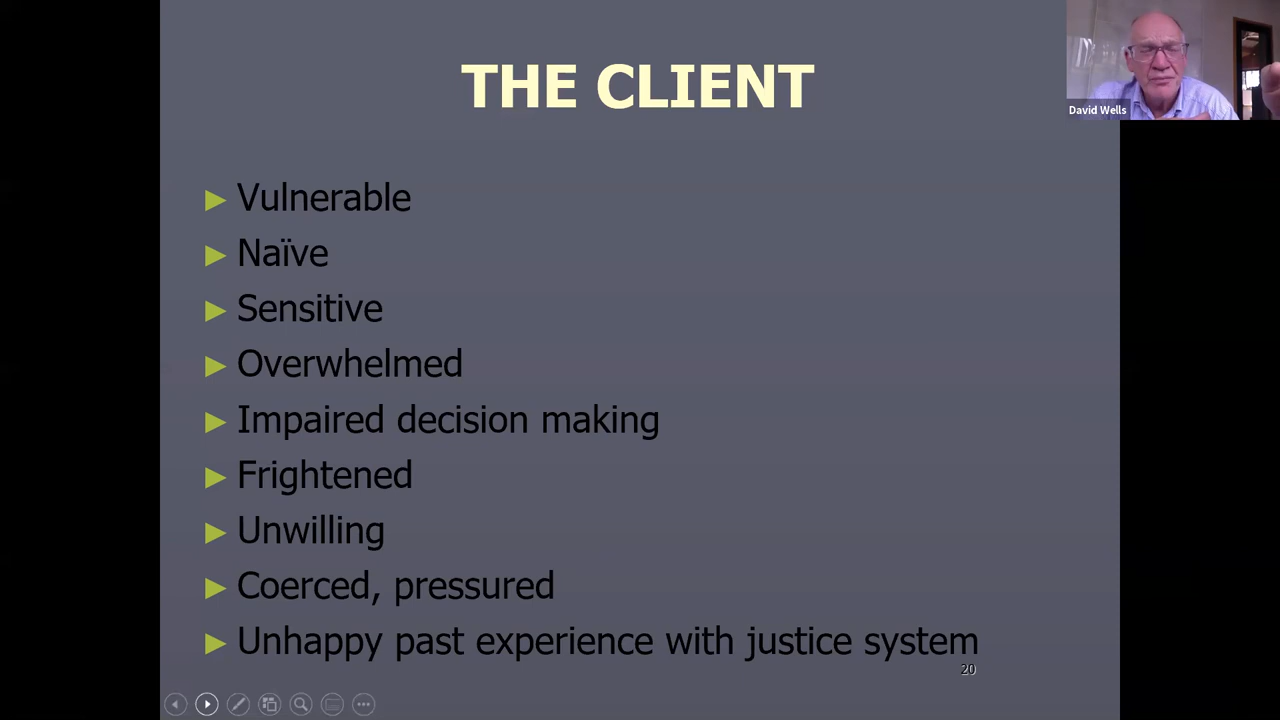 THE CLIENT
David Wells
Vulnerable
Naïve
Sensitive
Overwhelmed
Impaired decision making
Frightened
Unwilling
Coerced, pressured
Unhappy past experience with justice system
20